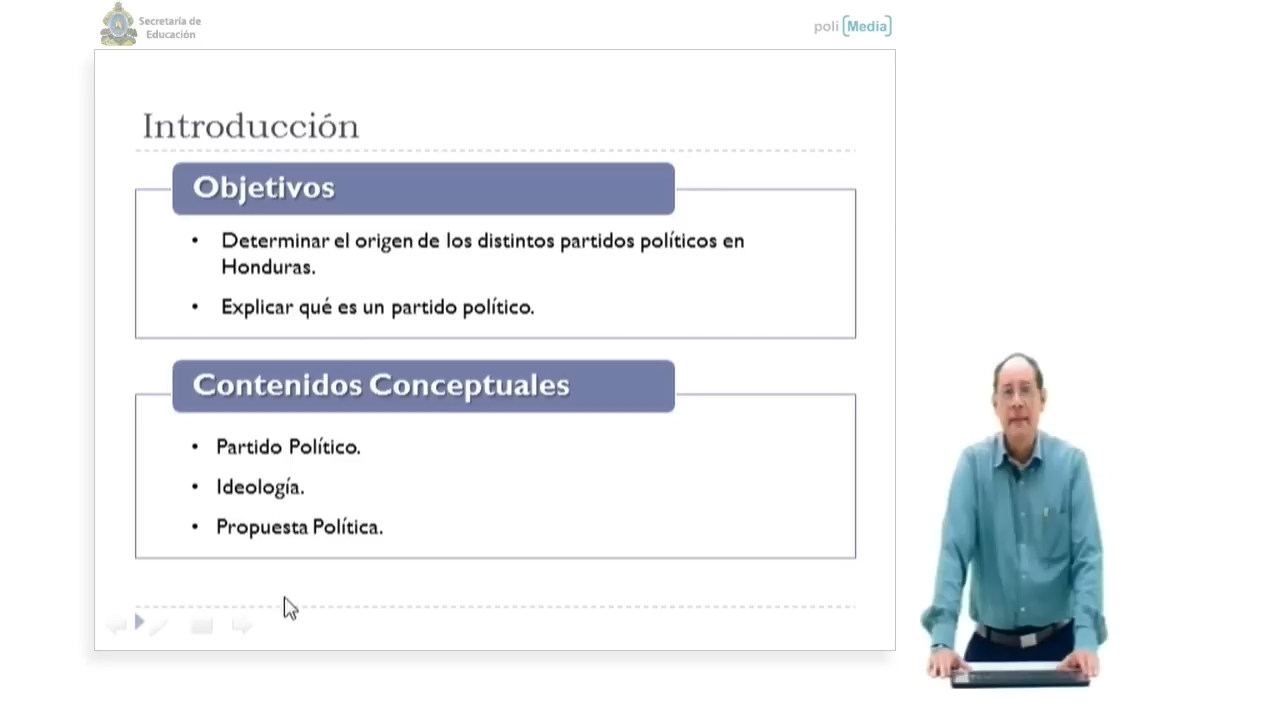 Secretaría de
Educación
poli [Media]
Introducción
Objetivos
• Determinar el origen de los distintos partidos políticos en
Honduras.
• Explicar qué es un partido político.
Contenidos Conceptuales
• Partido Político.
• Ideología.
• Propuesta Política.